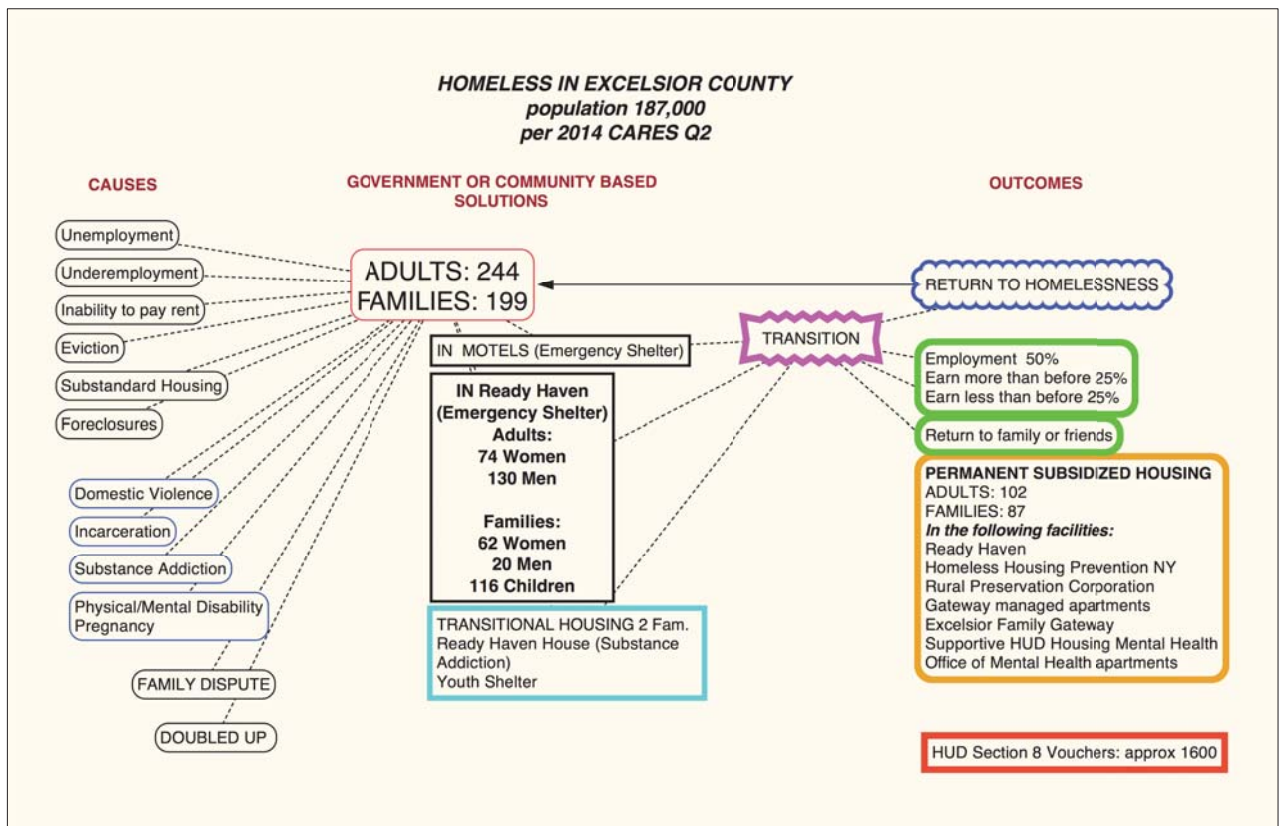 HOMELESS IN EXCELSIOR COUNTY
population 187,000
per 2014 CARES Q2
CAUSES
GOVERNMENT OR COMMUNITY BASED
SOLUTIONS
OUTCOMES
Unemployment
Underemployment
Inability to pay rent
Eviction
Substandard Housing
Foreclosures
Domestic Violence
Incarceration
Substance Addiction
Physical/Mental Disability
Pregnancy
FAMILY DISPUTE
DOUBLED UP
ADULTS: 244
FAMILIES: 199
IN MOTELS (Emergency Shelter)
IN Ready Haven
(Emergency Shelter)
Adults:
74 Women
130 Men
Families:
62 Women
20 Men
116 Children
TRANSITIONAL HOUSING 2 Fam.
Ready Haven House (Substance
Addiction)
Youth Shelter
TRANSITION
RETURN TO HOMELESSNESS
Employment 50%
Earn more than before 25%
Earn less than before 25%
Return to family or friends
PERMANENT SUBSIDIZED HOUSING
ADULTS: 102
FAMILIES: 87
In the following facilities:
Ready Haven
Homeless Housing Prevention NY
Rural Preservation Corporation
Gateway managed apartments
Excelsior Family Gateway
Supportive HUD Housing Mental Health
Office of Mental Health apartments
HUD Section 8 Vouchers: approx 1600